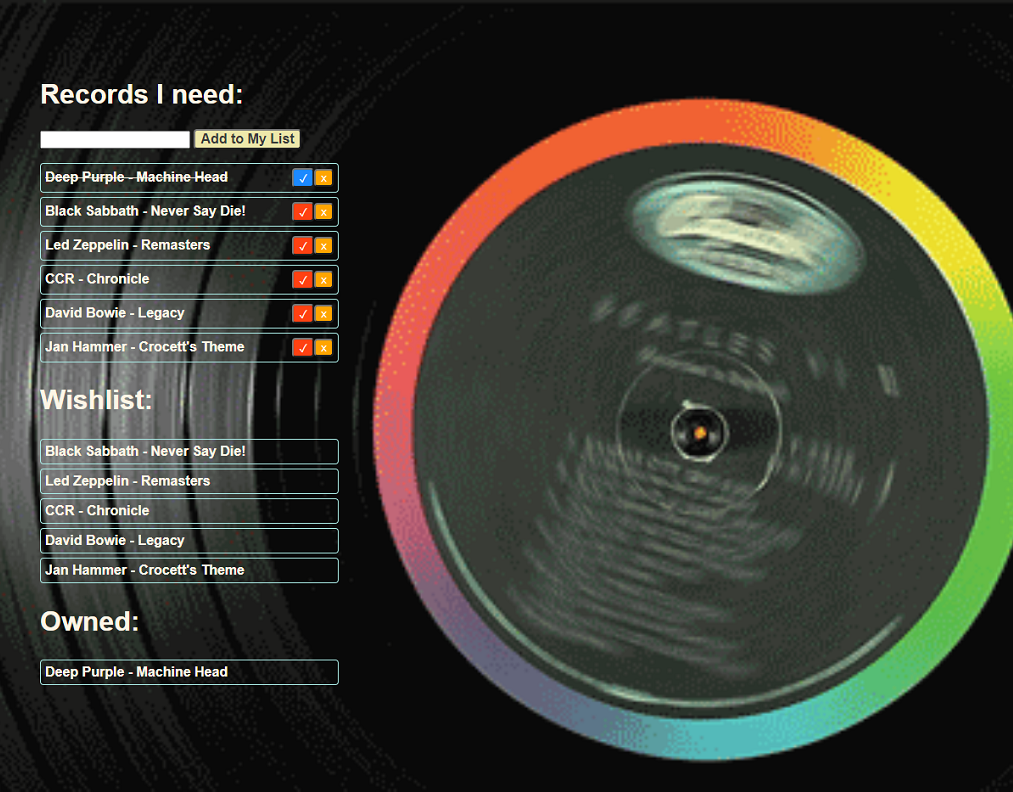 Records I need:
Add to My List
Deep Purple - Machine Head ✓ x
Black Sabbath - Never Say Die! ✓ x
Led Zeppelin - Remasters ✓ x
CCR - Chronicle ✓ x
David Bowie - Legacy ✓ x
Jan Hammer - Crocett's Theme ✓ x
Wishlist:
Black Sabbath - Never Say Die!
Led Zeppelin - Remasters
CCR - Chronicle
David Bowie - Legacy
Jan Hammer - Crocett's Theme
Owned:
Deep Purple - Machine Head